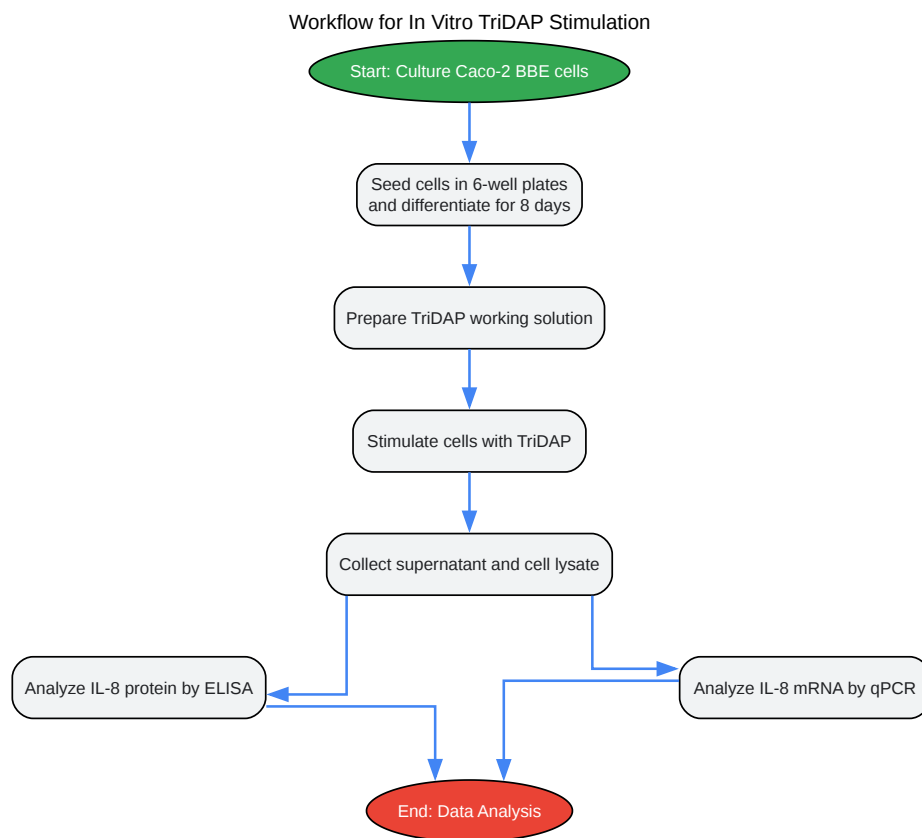 Workflow for In Vitro TriDAP Stimulation
Start: Culture Caco-2 BBE cells
Seed cells in 6-well plates
and differentiate for 8 days
Prepare TriDAP working solution
Stimulate cells with TriDAP
Collect supernatant and cell lysate
Analyze IL-8 protein by ELISA
Analyze IL-8 mRNA by qPCR
End: Data Analysis